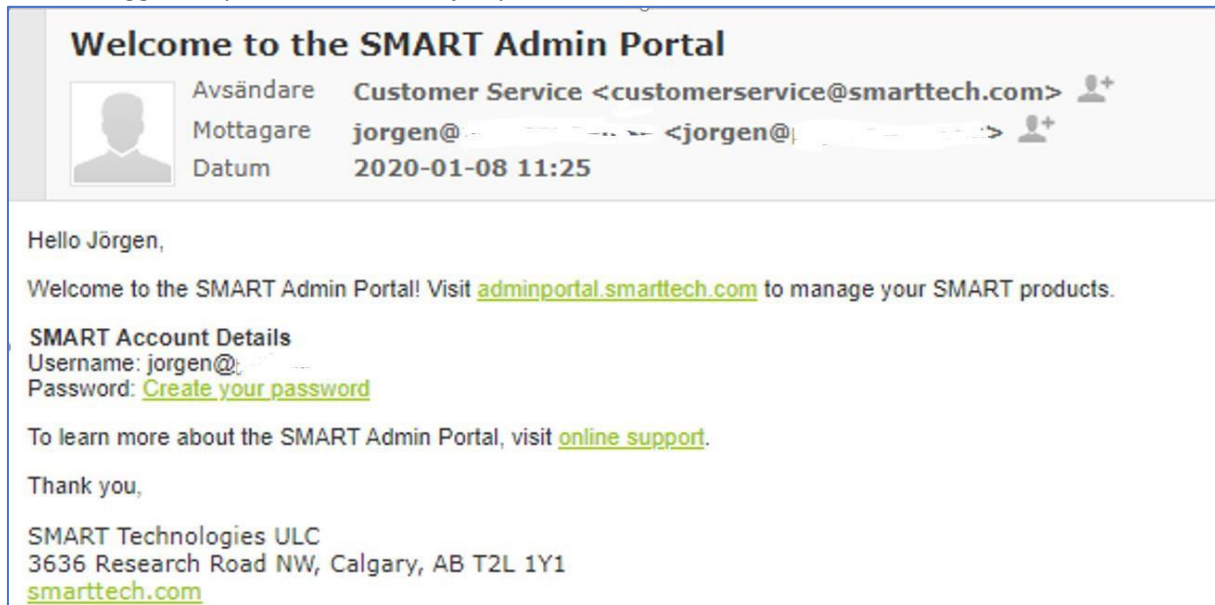 Welcome to the SMART Admin Portal
Avsändare Customer Service <customerservice@smarttech.com>
Mottagare jorgen@ <jorgen@ >
Datum 2020-01-08 11:25
Hello Jörgen,
Welcome to the SMART Admin Portal! Visit adminportal.smarttech.com to manage your SMART products.
SMART Account Details
Username: jorgen@
Password: Create your password
To learn more about the SMART Admin Portal, visit online support.
Thank you,
SMART Technologies ULC
3636 Research Road NW, Calgary, AB T2L 1Y1
smarttech.com